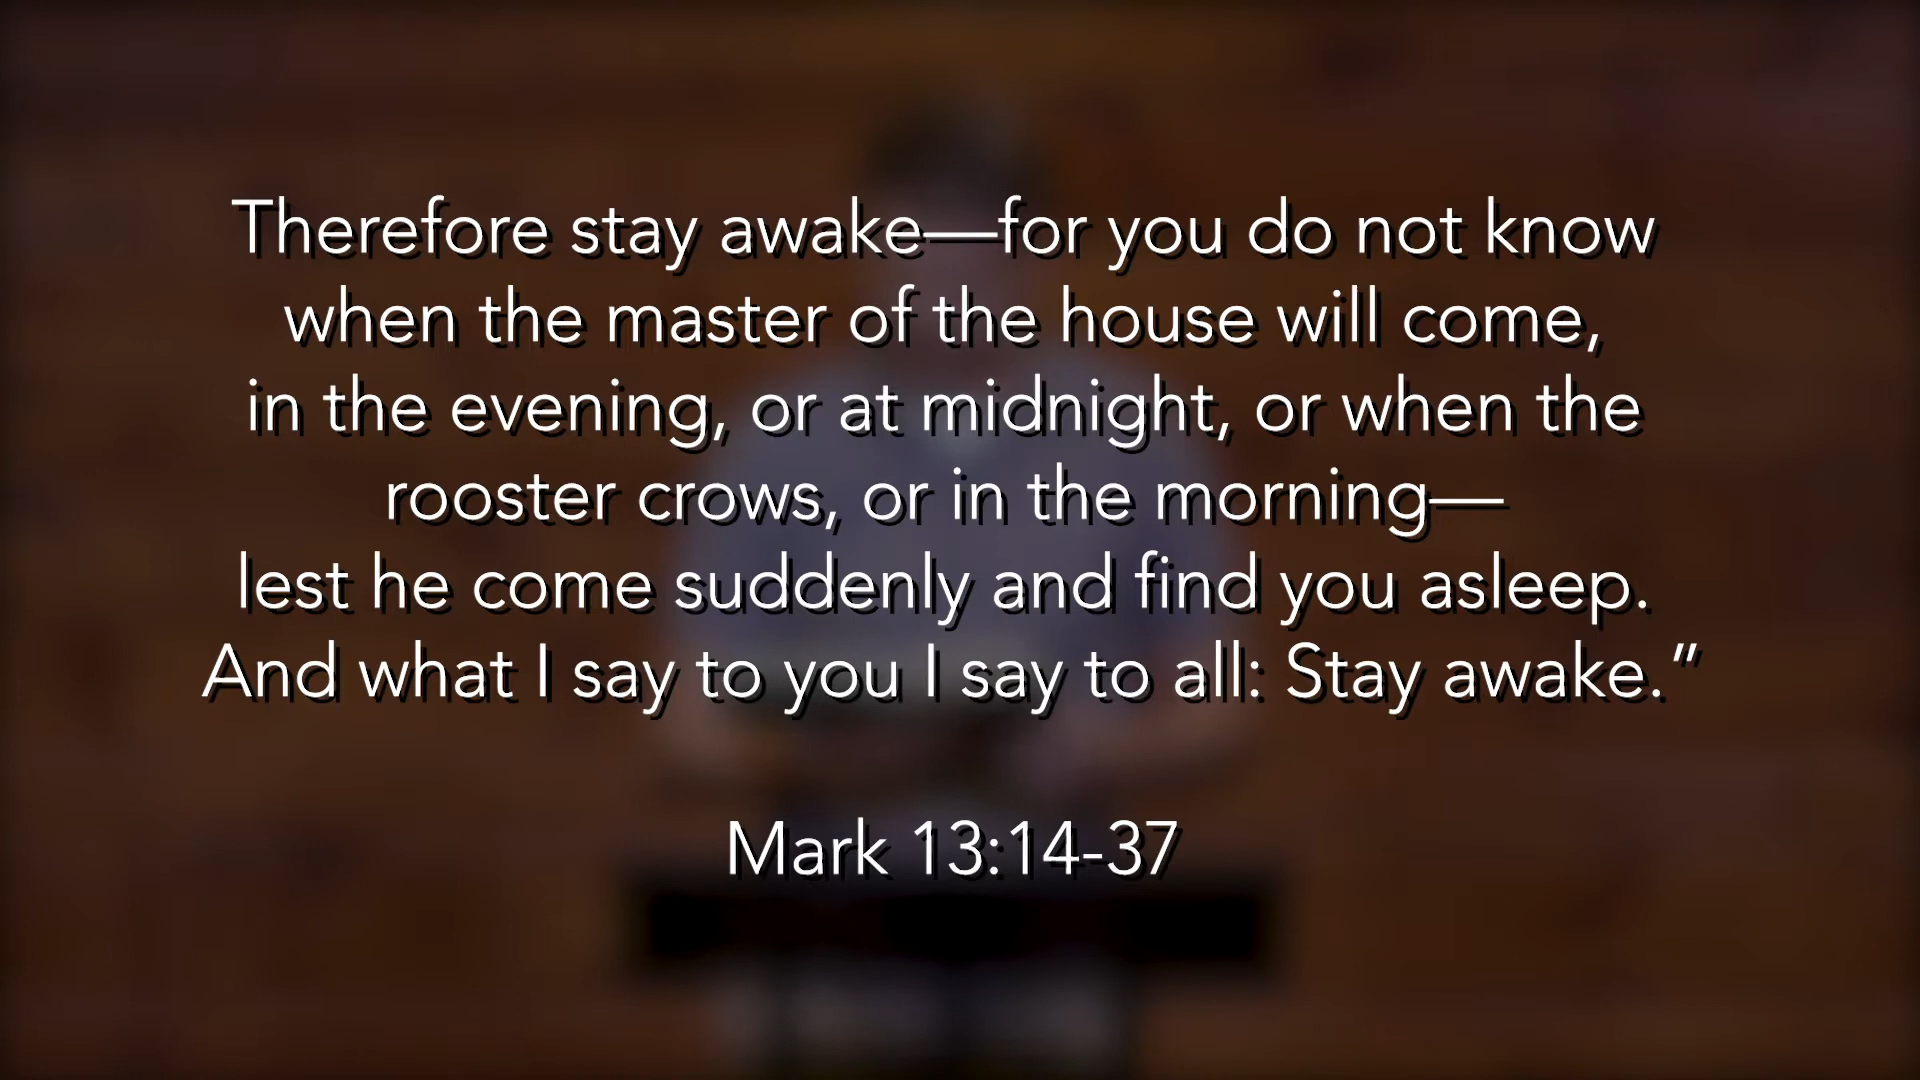 Therefore stay awake—for you do not know
when the master of the house will come,
in the evening, or at midnight, or when the
rooster crows, or in the morning—
lest he come suddenly and find you asleep.
And what I say to you I say to all: Stay awake.”
Mark 13:14-37